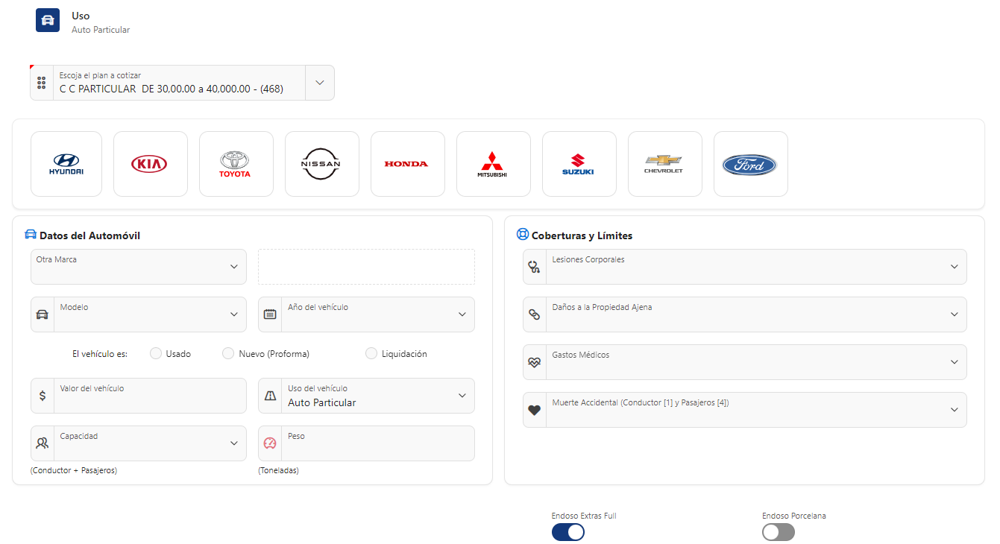 Uso
Auto Particular
Escoja el plan a cotizar
C C PARTICULAR  DE 30,00.00 a 40,000.00 - (468)
HYUNDAI
KIA
TOYOTA
NISSAN
HONDA
MITSUBISHI
SUZUKI
CHEVROLET
Ford
Datos del Automóvil
Otra Marca
Modelo
Año del vehículo
El vehículo es:
Usado
Nuevo (Proforma)
Liquidación
$
Valor del vehículo
Uso del vehículo
Auto Particular
Capacidad
Peso
(Conductor + Pasajeros)
(Toneladas)
Coberturas y Límites
Lesiones Corporales
Daños a la Propiedad Ajena
Gastos Médicos
Muerte Accidental (Conductor [1] y Pasajeros [4])
Endoso Extras Full
Endoso Porcelana